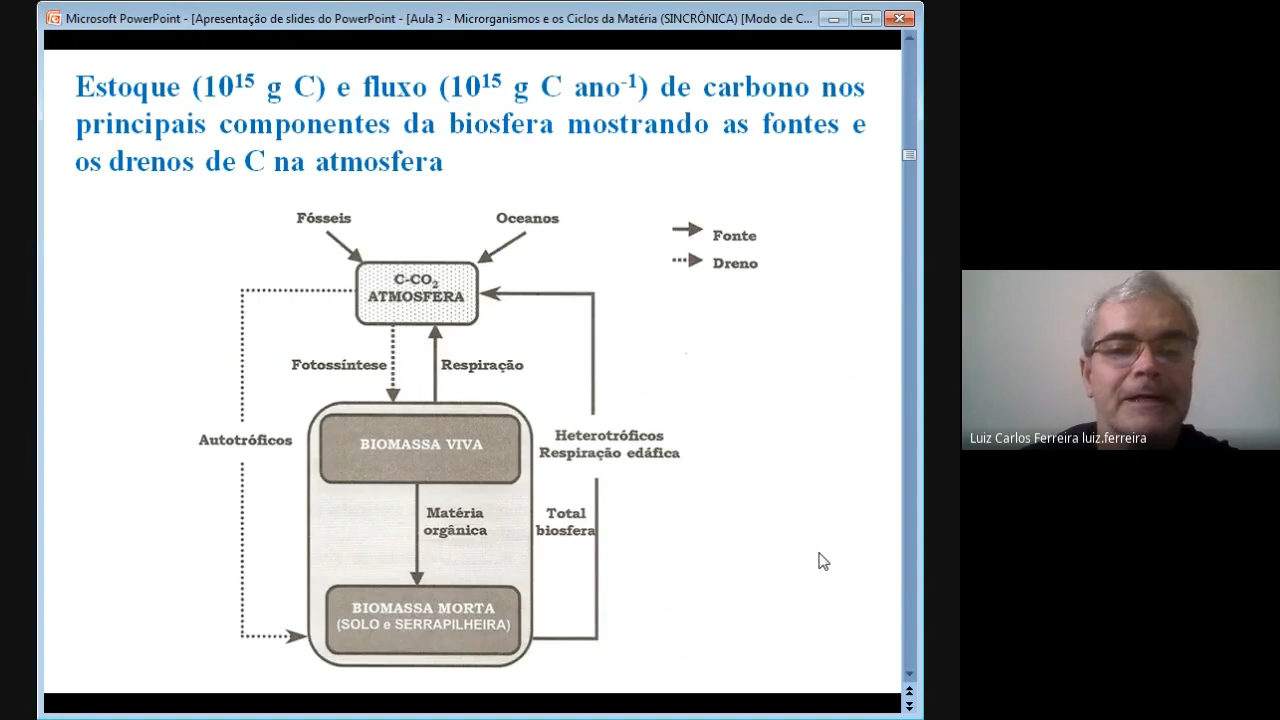 Microsoft PowerPoint - [Apresentação de slides do PowerPoint - [Aula 3 - Microrganismos e os Ciclos da Matéria (SINCRÔNICA) [Modo de C...
Estoque (10¹⁵ g C) e fluxo (10¹⁵ g C ano⁻¹) de carbono nos
principais componentes da biosfera mostrando as fontes e
os drenos de C na atmosfera
Fósseis
Oceanos
Fonte
Dreno
C-CO₂
ATMOSFERA
Fotossíntese
Respiração
Autotróficos
BIOMASSA VIVA
Heterotróficos
Respiração edáfica
Matéria
orgânica
Total
biosfera
BIOMASSA MORTA
(SOLO e SERRAPILHEIRA)
Luiz Carlos Ferreira luiz.ferreira